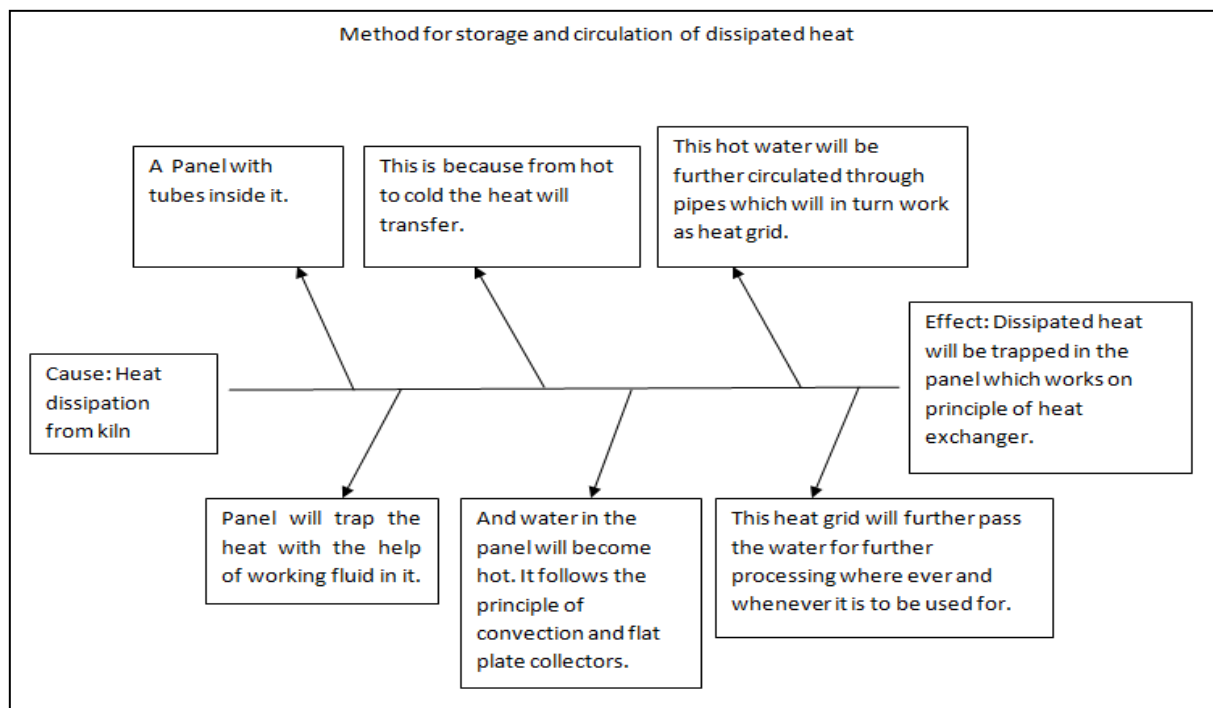 Method for storage and circulation of dissipated heat
A Panel with
tubes inside it.
This is because from hot
to cold the heat will
transfer.
This hot water will be
further circulated through
pipes which will in turn work
as heat grid.
Cause: Heat
dissipation
from kiln
Effect: Dissipated heat
will be trapped in the
panel which works on
principle of heat
exchanger.
Panel will trap the
heat with the help
of working fluid in it.
And water in the
panel will become
hot. It follows the
principle of
convection and flat
plate collectors.
This heat grid will further pass
the water for further
processing where ever and
whenever it is to be used for.